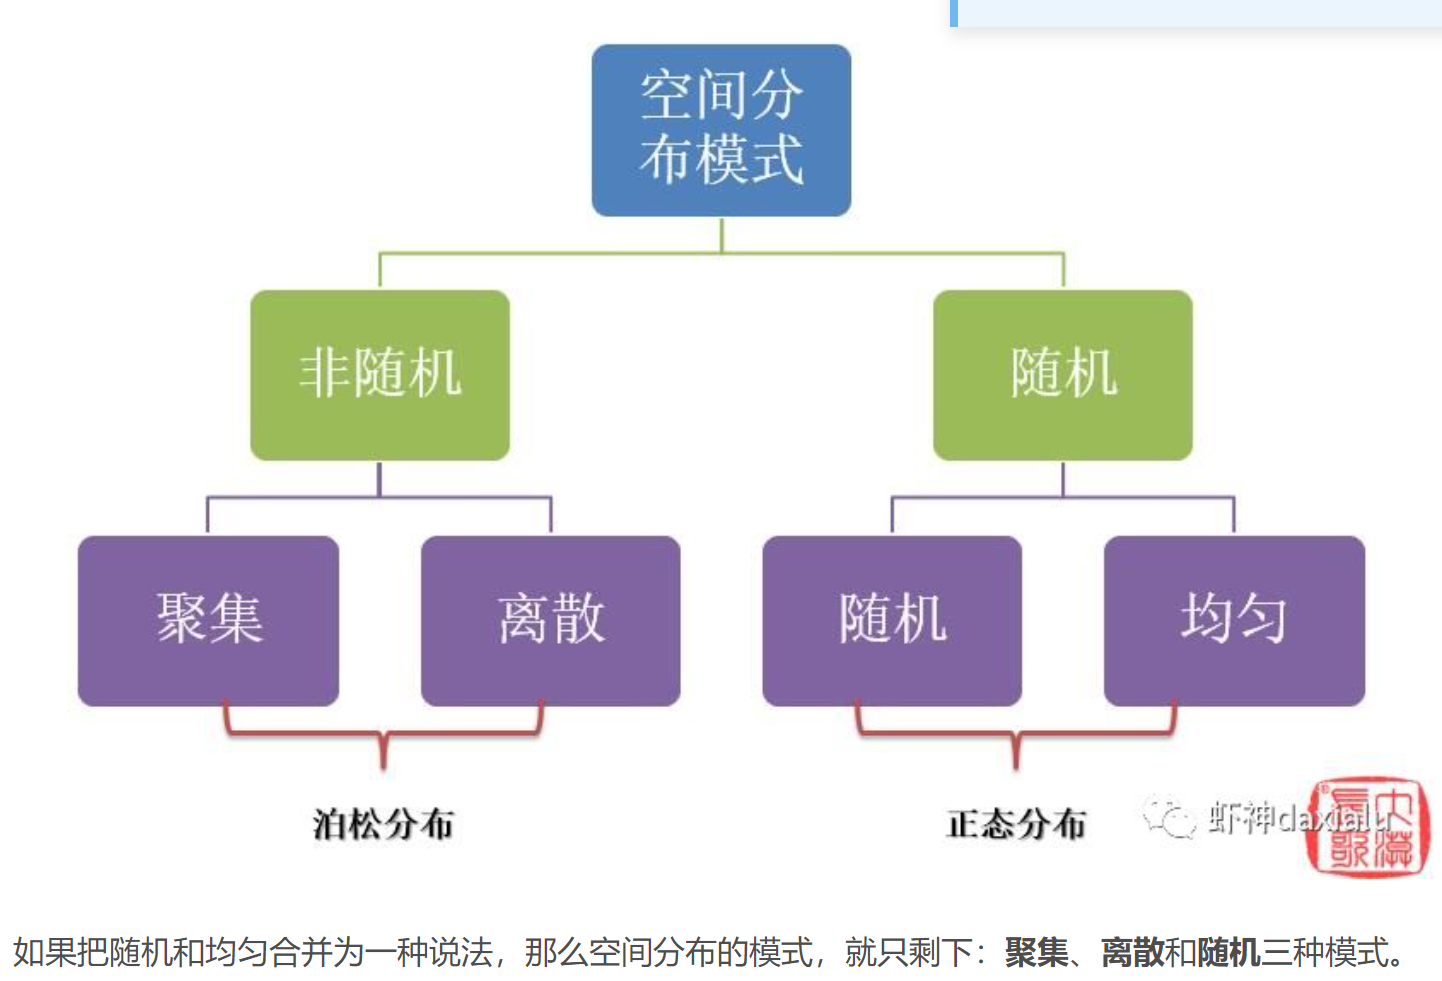 空间分
布模式
非随机
随机
聚集
离散
随机
均匀
泊松分布
正态分布
虾神daxialu
如果把随机和均匀合并为一种说法，那么空间分布的模式，就只剩下：聚集、离散和随机三种模式。